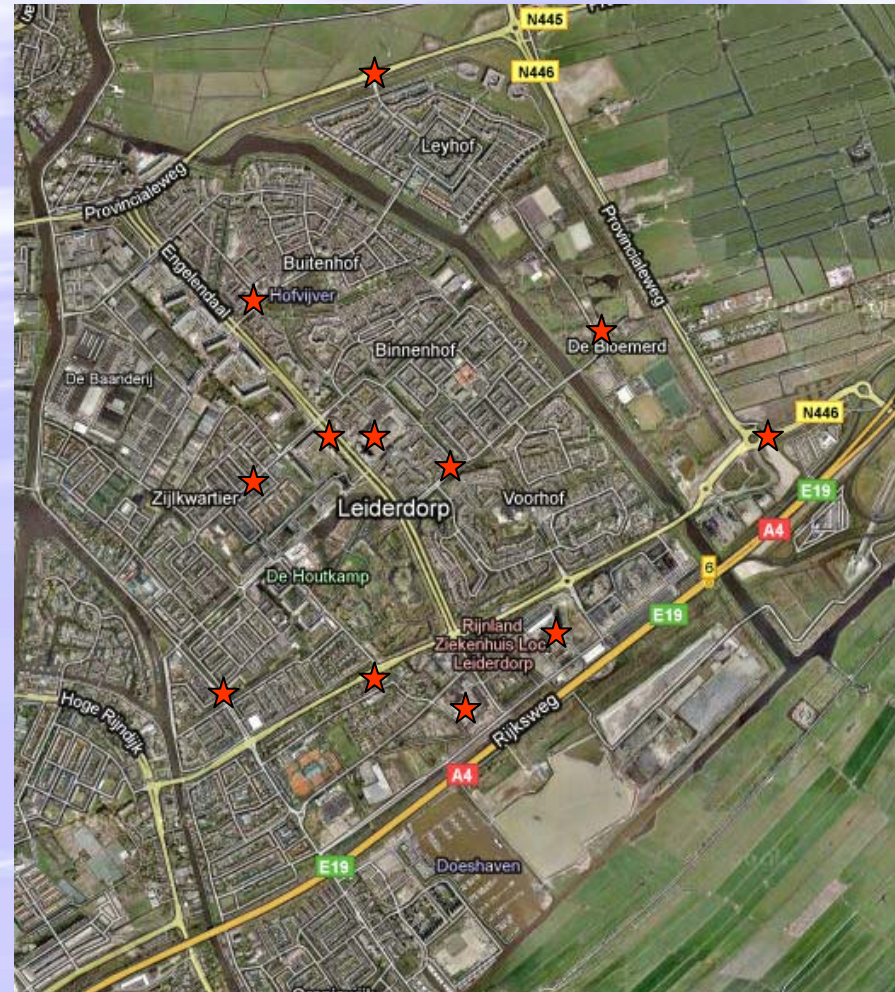 N445
N446
Leyhof
Provincialeweg
Provincialeweg
Engelendaal
Buitenhof
Hofvijver
Binnenhof
De Bloemerd
De Baanderij
N446
Zijlkwartier
Leiderdorp
Voorhof
E19
A4
De Houtkamp
6
E19
Rijnland
Ziekenhuis Loc.
Leiderdorp
Hoge Rijndijk
Rijksweg
A4
E19
Doeshaven